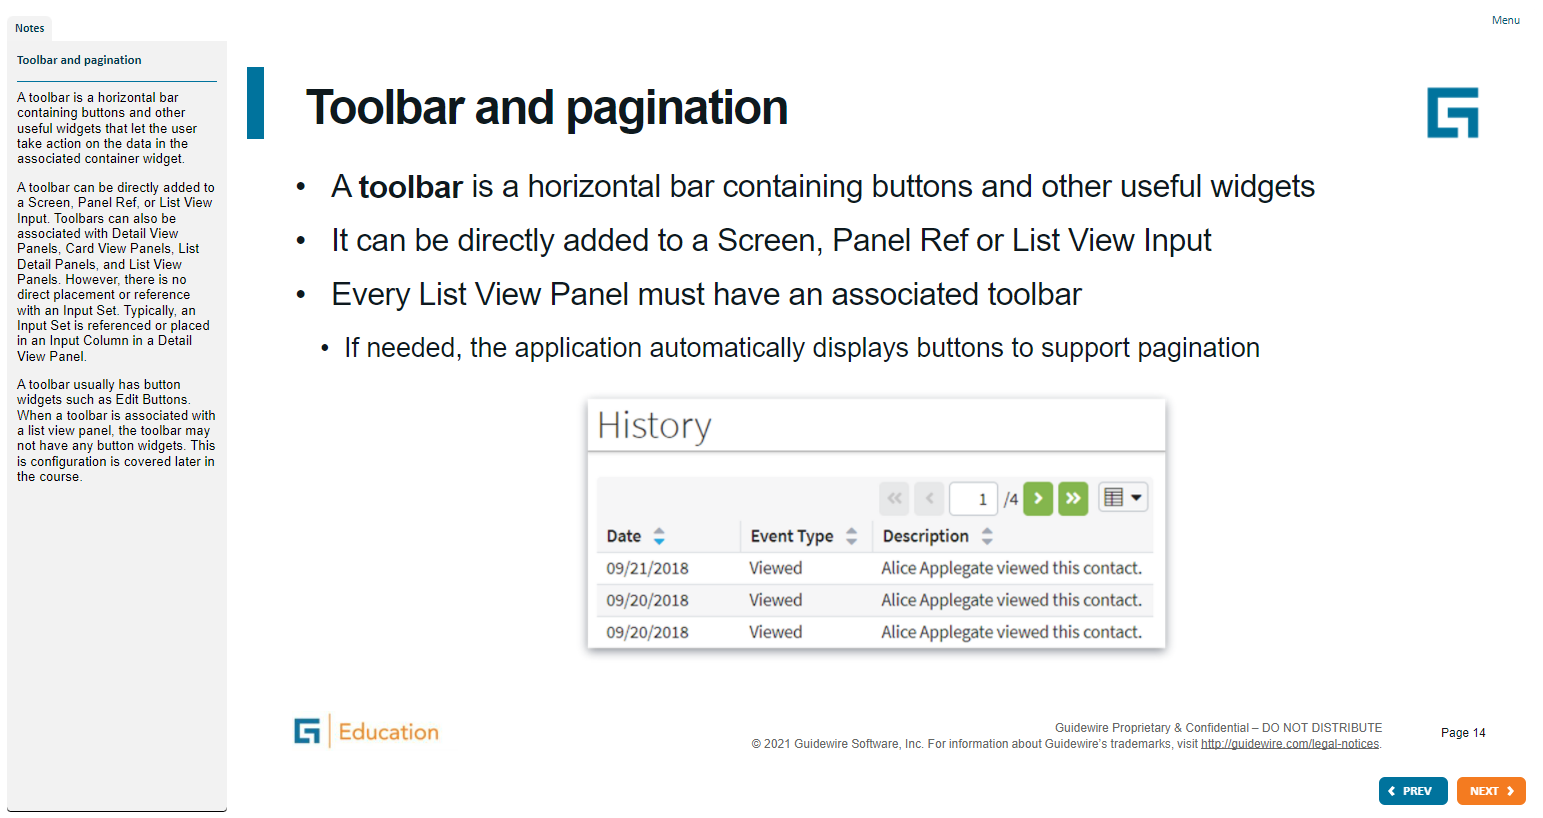 Notes
Menu
Toolbar and pagination
A toolbar is a horizontal bar
containing buttons and other
useful widgets that let the user
take action on the data in the
associated container widget.
A toolbar can be directly added to
a Screen, Panel Ref, or List View
Input. Toolbars can also be
associated with Detail View
Panels, Card View Panels, List
Detail Panels, and List View
Panels. However, there is no
direct placement or reference
with an Input Set. Typically, an
Input Set is referenced or placed
in an Input Column in a Detail
View Panel.
A toolbar usually has button
widgets such as Edit Buttons.
When a toolbar is associated with
a list view panel, the toolbar may
not have any button widgets. This
is configuration is covered later in
the course.
Toolbar and pagination
• A toolbar is a horizontal bar containing buttons and other useful widgets
• It can be directly added to a Screen, Panel Ref or List View Input
• Every List View Panel must have an associated toolbar
• If needed, the application automatically displays buttons to support pagination
History
1 /4
Date Event Type Description
09/21/2018 Viewed Alice Applegate viewed this contact.
09/20/2018 Viewed Alice Applegate viewed this contact.
09/20/2018 Viewed Alice Applegate viewed this contact.
Education
Guidewire Proprietary & Confidential – DO NOT DISTRIBUTE
© 2021 Guidewire Software, Inc. For information about Guidewire's trademarks, visit http://guidewire.com/legal-notices.
Page 14
PREV NEXT